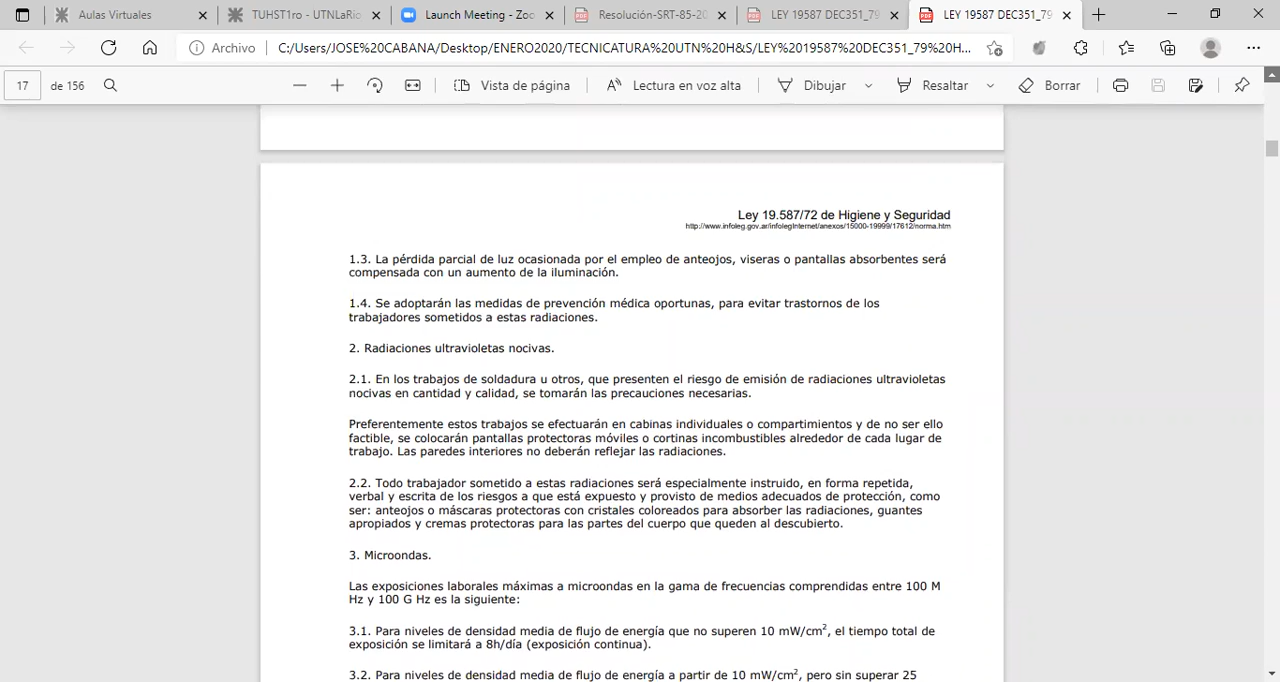 Aulas Virtuales
TUHST1ro - UTNLaRio
Launch Meeting - Zoo
Resolución-SRT-85-20
LEY 19587 DEC351_79
LEY 19587 DEC351_79
Archivo
C:/Users/JOSE%20CABANA/Desktop/ENERO2020/TECNICATURA%20UTN%20H&S/LEY%2019587%20DEC351_79%20H...
17 de 156
Vista de página
Lectura en voz alta
Dibujar
Resaltar
Borrar
Ley 19.587/72 de Higiene y Seguridad
http://www.infoleg.gov.ar/infolegInternet/anexos/15000-19999/17612/norma.htm
1.3. La pérdida parcial de luz ocasionada por el empleo de anteojos, viseras o pantallas absorbentes será
compensada con un aumento de la iluminación.
1.4. Se adoptarán las medidas de prevención médica oportunas, para evitar trastornos de los
trabajadores sometidos a estas radiaciones.
2. Radiaciones ultravioletas nocivas.
2.1. En los trabajos de soldadura u otros, que presenten el riesgo de emisión de radiaciones ultravioletas
nocivas en cantidad y calidad, se tomarán las precauciones necesarias.
Preferentemente estos trabajos se efectuarán en cabinas individuales o compartimientos y de no ser ello
factible, se colocarán pantallas protectoras móviles o cortinas incombustibles alrededor de cada lugar de
trabajo. Las paredes interiores no deberán reflejar las radiaciones.
2.2. Todo trabajador sometido a estas radiaciones será especialmente instruido, en forma repetida,
verbal y escrita de los riesgos a que está expuesto y provisto de medios adecuados de protección, como
ser: anteojos o máscaras protectoras con cristales coloreados para absorber las radiaciones, guantes
apropiados y cremas protectoras para las partes del cuerpo que queden al descubierto.
3. Microondas.
Las exposiciones laborales máximas a microondas en la gama de frecuencias comprendidas entre 100 M
Hz y 100 G Hz es la siguiente:
3.1. Para niveles de densidad media de flujo de energía que no superen 10 mW/cm², el tiempo total de
exposición se limitará a 8h/día (exposición continua).
3.2. Para niveles de densidad media de flujo de energía a partir de 10 mW/cm², pero sin superar 25